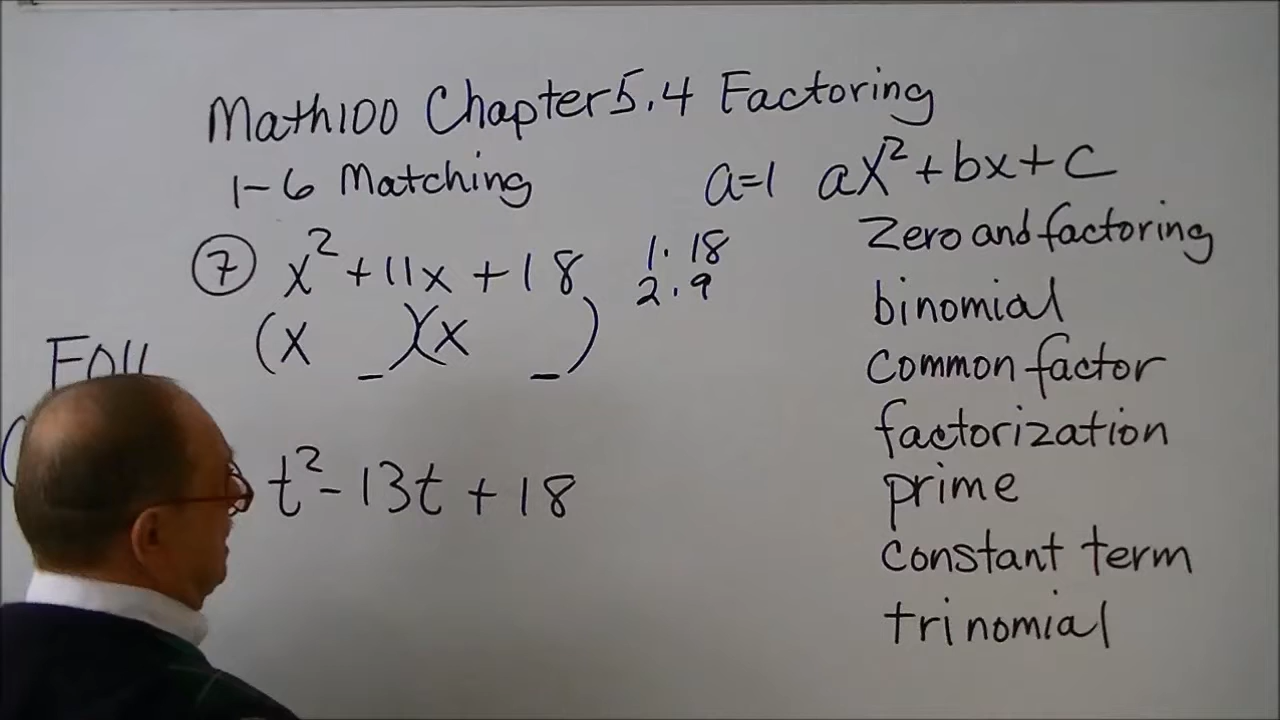 Math100 Chapter 5.4 Factoring
1-6 Matching
a=1 ax²+bx+c
⑦ x²+11x+18
1·18
2·9
(x _)(x _)
t²-13t+18
Zero and factoring
binomial
common factor
factorization
prime
constant term
trinomial